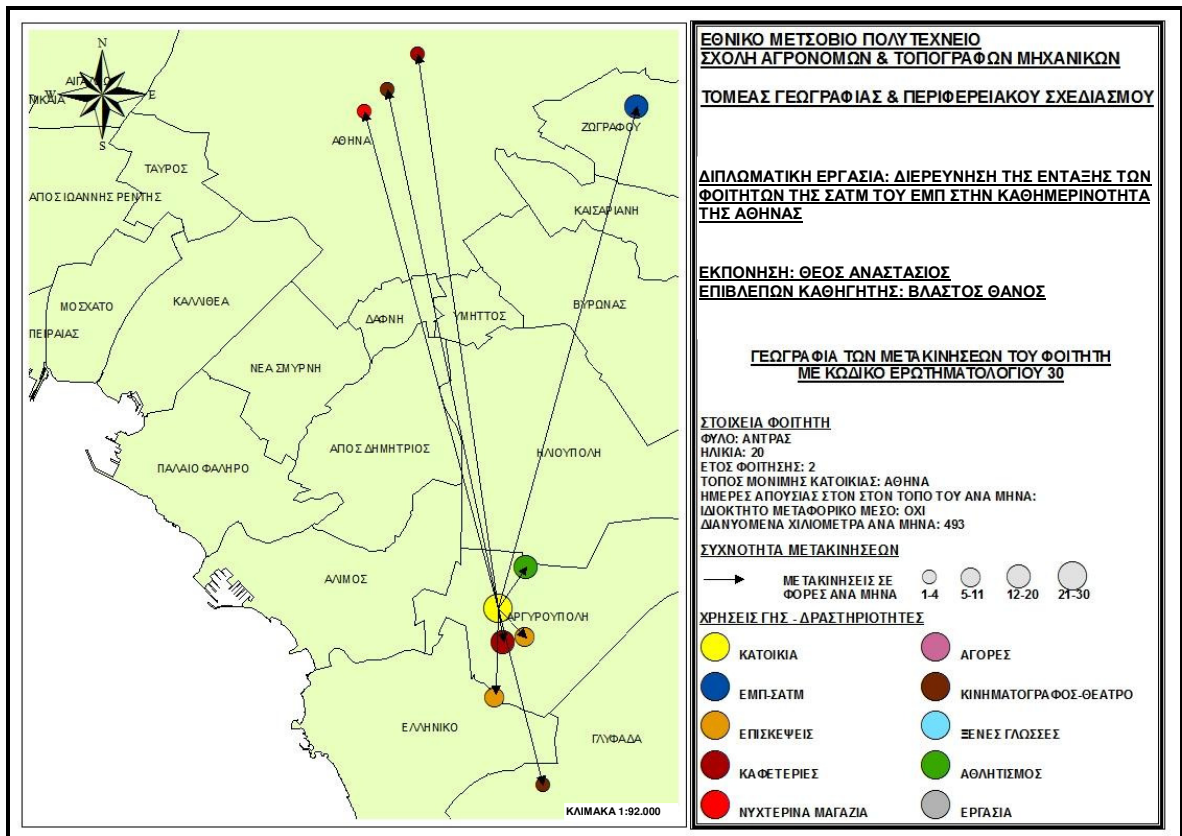 N
W
E
S
ΑΙΓΑΛΕΩ
ΝΙΚΑΙΑ
ΤΑΥΡΟΣ
ΑΓΙΟΣ ΙΩΑΝΝΗΣ ΡΕΝΤΗΣ
ΜΟΣΧΑΤΟ
ΚΑΛΛΙΘΕΑ
ΠΕΙΡΑΙΑΣ
ΑΘΗΝΑ
ΖΩΓΡΑΦΟΥ
ΚΑΙΣΑΡΙΑΝΗ
ΒΥΡΩΝΑΣ
ΔΑΦΝΗ
ΥΜΗΤΤΟΣ
ΝΕΑ ΣΜΥΡΝΗ
ΑΓΙΟΣ ΔΗΜΗΤΡΙΟΣ
ΗΛΙΟΥΠΟΛΗ
ΠΑΛΑΙΟ ΦΑΛΗΡΟ
ΑΛΙΜΟΣ
ΑΡΓΥΡΟΥΠΟΛΗ
ΕΛΛΗΝΙΚΟ
ΓΛΥΦΑΔΑ
ΚΛΙΜΑΚΑ 1:92.000
ΕΘΝΙΚΟ ΜΕΤΣΟΒΙΟ ΠΟΛΥΤΕΧΝΕΙΟ
ΣΧΟΛΗ ΑΓΡΟΝΟΜΩΝ & ΤΟΠΟΓΡΑΦΩΝ ΜΗΧΑΝΙΚΩΝ
ΤΟΜΕΑΣ ΓΕΩΓΡΑΦΙΑΣ & ΠΕΡΙΦΕΡΕΙΑΚΟΥ ΣΧΕΔΙΑΣΜΟΥ
ΔΙΠΛΩΜΑΤΙΚΗ ΕΡΓΑΣΙΑ: ΔΙΕΡΕΥΝΗΣΗ ΤΗΣ ΕΝΤΑΞΗΣ ΤΩΝ
ΦΟΙΤΗΤΩΝ ΤΗΣ ΣΑΤΜ ΤΟΥ ΕΜΠ ΣΤΗΝ ΚΑΘΗΜΕΡΙΝΟΤΗΤΑ
ΤΗΣ ΑΘΗΝΑΣ
ΕΚΠΟΝΗΣΗ: ΘΕΟΣ ΑΝΑΣΤΑΣΙΟΣ
ΕΠΙΒΛΕΠΩΝ ΚΑΘΗΓΗΤΗΣ: ΒΛΑΣΤΟΣ ΘΑΝΟΣ
ΓΕΩΓΡΑΦΙΑ ΤΩΝ ΜΕΤΑΚΙΝΗΣΕΩΝ ΤΟΥ ΦΟΙΤΗΤΗ
ΜΕ ΚΩΔΙΚΟ ΕΡΩΤΗΜΑΤΟΛΟΓΙΟΥ 30
ΣΤΟΙΧΕΙΑ ΦΟΙΤΗΤΗ
ΦΥΛΟ: ΑΝΤΡΑΣ
ΗΛΙΚΙΑ: 20
ΕΤΟΣ ΦΟΙΤΗΣΗΣ: 2
ΤΟΠΟΣ ΜΟΝΙΜΗΣ ΚΑΤΟΙΚΙΑΣ: ΑΘΗΝΑ
ΗΜΕΡΕΣ ΑΠΟΥΣΙΑΣ ΣΤΟΝ ΣΤΟΝ ΤΟΠΟ ΤΟΥ ΑΝΑ ΜΗΝΑ:
ΙΔΙΟΚΤΗΤΟ ΜΕΤΑΦΟΡΙΚΟ ΜΕΣΟ: ΟΧΙ
ΔΙΑΝΥΟΜΕΝΑ ΧΙΛΙΟΜΕΤΡΑ ΑΝΑ ΜΗΝΑ: 493
ΣΥΧΝΟΤΗΤΑ ΜΕΤΑΚΙΝΗΣΕΩΝ
ΜΕΤΑΚΙΝΗΣΕΙΣ ΣΕ
ΦΟΡΕΣ ΑΝΑ ΜΗΝΑ 1-4 5-11 12-20 21-30
ΧΡΗΣΕΙΣ ΓΗΣ - ΔΡΑΣΤΗΡΙΟΤΗΤΕΣ
ΚΑΤΟΙΚΙΑ ΑΓΟΡΕΣ
ΕΜΠ-ΣΑΤΜ ΚΙΝΗΜΑΤΟΓΡΑΦΟΣ-ΘΕΑΤΡΟ
ΕΠΙΣΚΕΨΕΙΣ ΞΕΝΕΣ ΓΛΩΣΣΕΣ
ΚΑΦΕΤΕΡΙΕΣ ΑΘΛΗΤΙΣΜΟΣ
ΝΥΧΤΕΡΙΝΑ ΜΑΓΑΖΙΑ ΕΡΓΑΣΙΑ